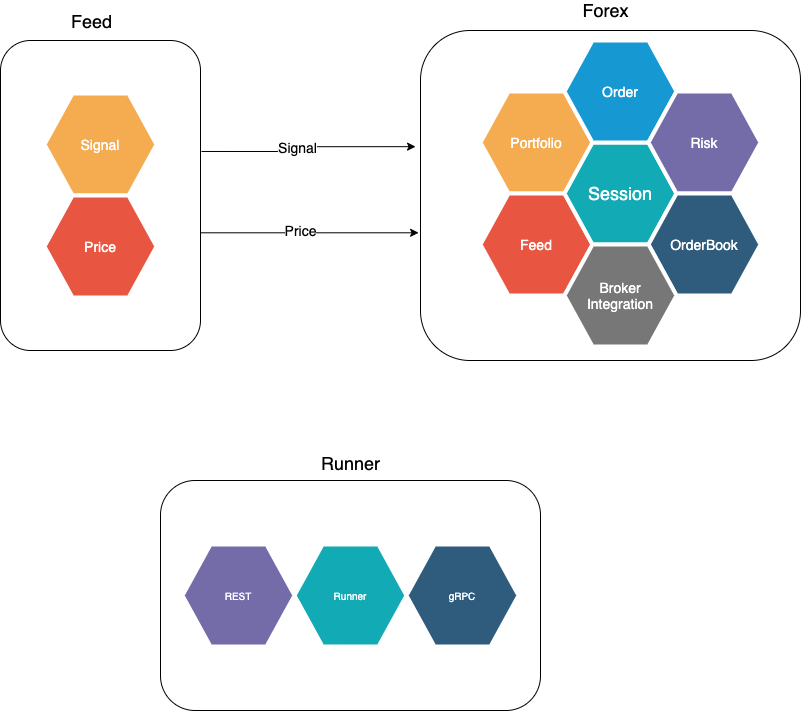 Feed
Forex
Signal
Price
Signal
Price
Order
Portfolio
Risk
Session
Feed
OrderBook
Broker
Integration
Runner
REST
Runner
gRPC